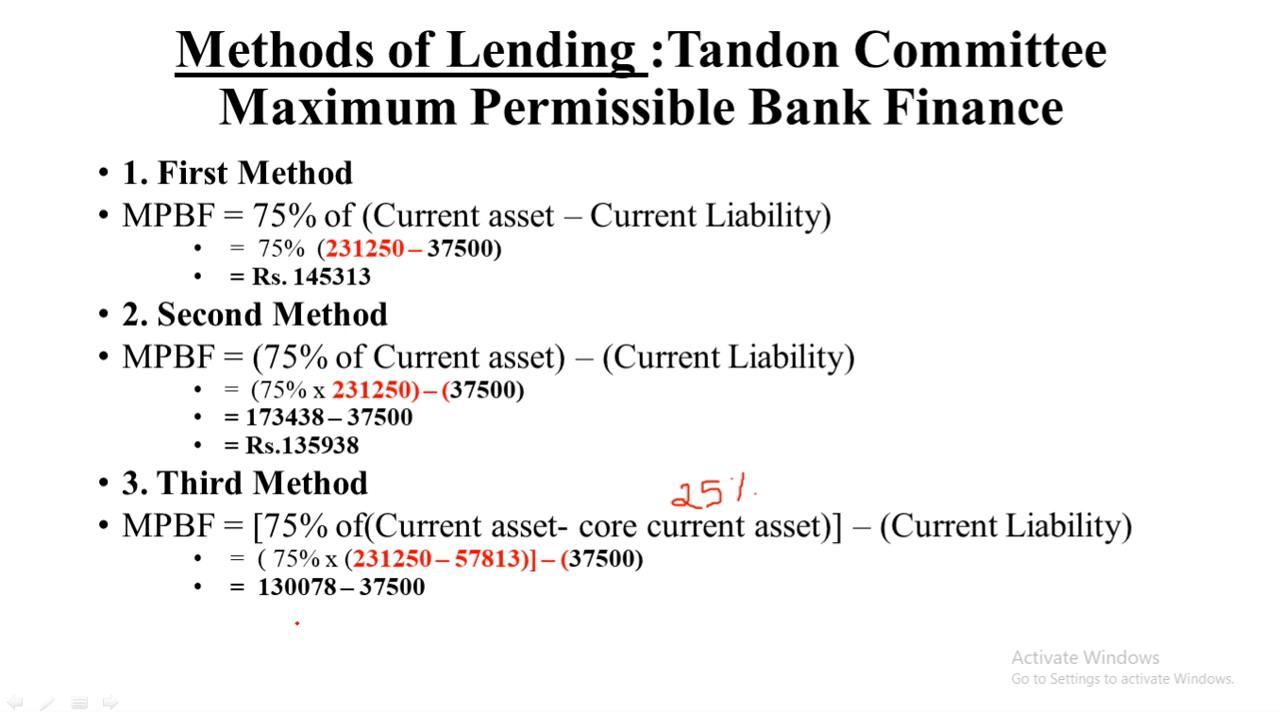 Methods of Lending :Tandon Committee
Maximum Permissible Bank Finance
• 1. First Method
• MPBF = 75% of (Current asset – Current Liability)
• = 75% (231250 – 37500)
• = Rs. 145313
• 2. Second Method
• MPBF = (75% of Current asset) – (Current Liability)
• = (75% x 231250) – (37500)
• = 173438 – 37500
• = Rs.135938
• 3. Third Method
25%
• MPBF = [75% of(Current asset- core current asset)] – (Current Liability)
• = ( 75% x (231250 – 57813)] – (37500)
• = 130078 – 37500
Activate Windows
Go to Settings to activate Windows.